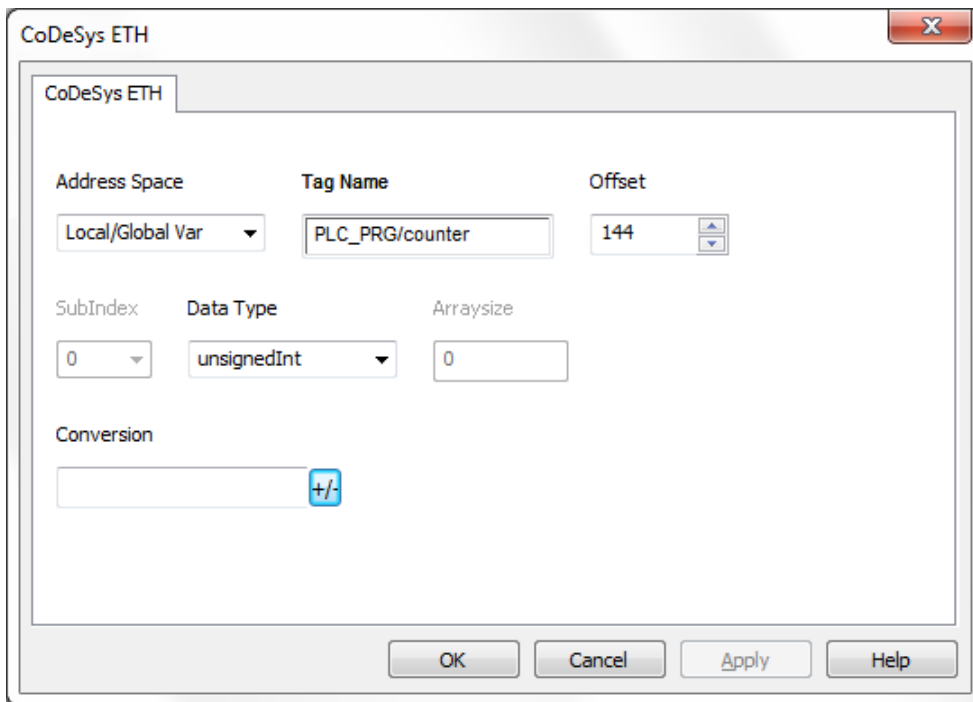 CoDeSys ETH
CoDeSys ETH
Address Space Tag Name Offset
Local/Global Var PLC_PRG/counter 144
SubIndex Data Type Arraysize
0 unsignedInt 0
Conversion
+/-
OK Cancel Apply Help